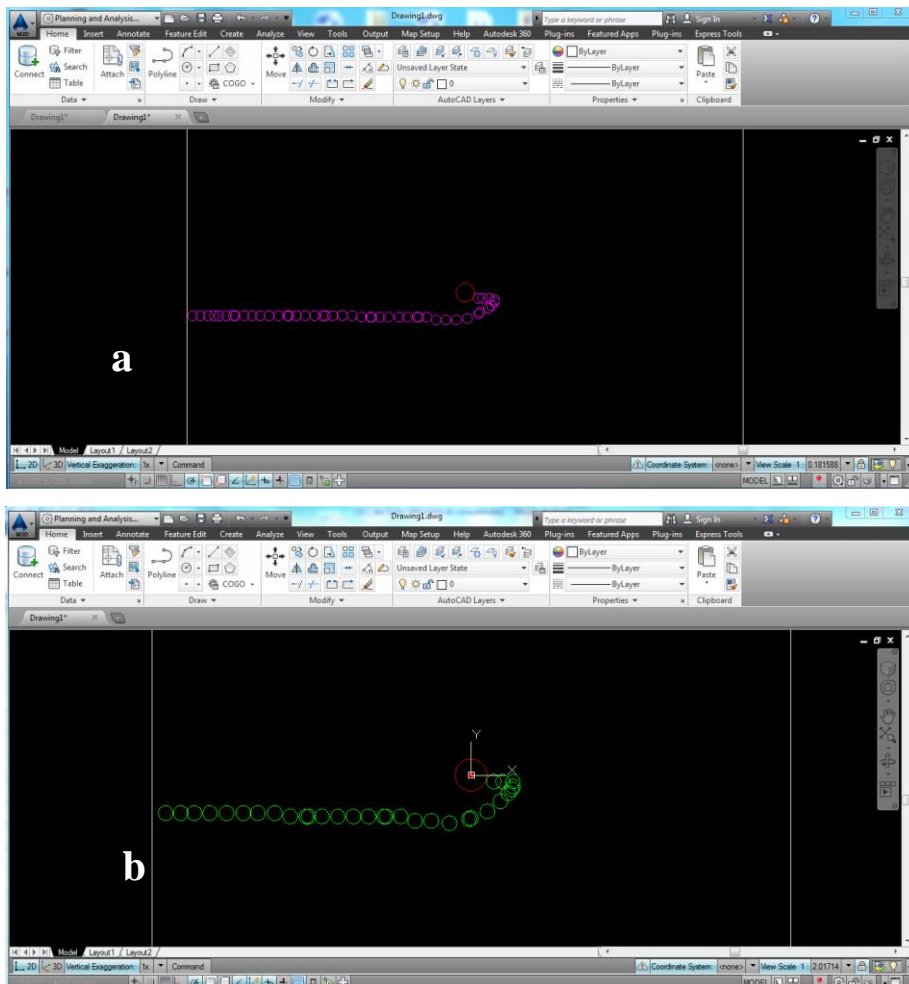 Planning and Analysis... Drawing1.dwg Type a keyword or phrase Sign In
M3D Home Insert Annotate Feature Edit Create Analyze View Tools Output Map Setup Help Autodesk 360 Plug-ins Featured Apps Plug-ins Express Tools
Filter Unsaved Layer State ByLayer
Connect Search Attach Polyline Move ByLayer Paste
Table COGO 0 ByLayer
Data Draw Modify AutoCAD Layers Properties Clipboard
Drawing1* Drawing1*
a
Model Layout1 Layout2
2D 3D Vertical Exaggeration: 1x Command Coordinate System: <none> View Scale 1: 0.181588
MODEL
Planning and Analysis... Drawing1.dwg Type a keyword or phrase Sign In
M3D Home Insert Annotate Feature Edit Create Analyze View Tools Output Map Setup Help Autodesk 360 Plug-ins Featured Apps Plug-ins Express Tools
Filter Unsaved Layer State ByLayer
Connect Search Attach Polyline Move ByLayer Paste
Table COGO 0 ByLayer
Data Draw Modify AutoCAD Layers Properties Clipboard
Drawing1*
Y
X
b
Model Layout1 Layout2
2D 3D Vertical Exaggeration: 1x Command Coordinate System: <none> View Scale 1: 2.01714
MODEL